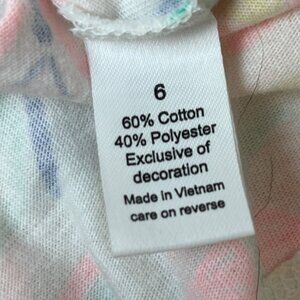 6
60% Cotton
40% Polyester
Exclusive of
decoration
Made in Vietnam
care on reverse